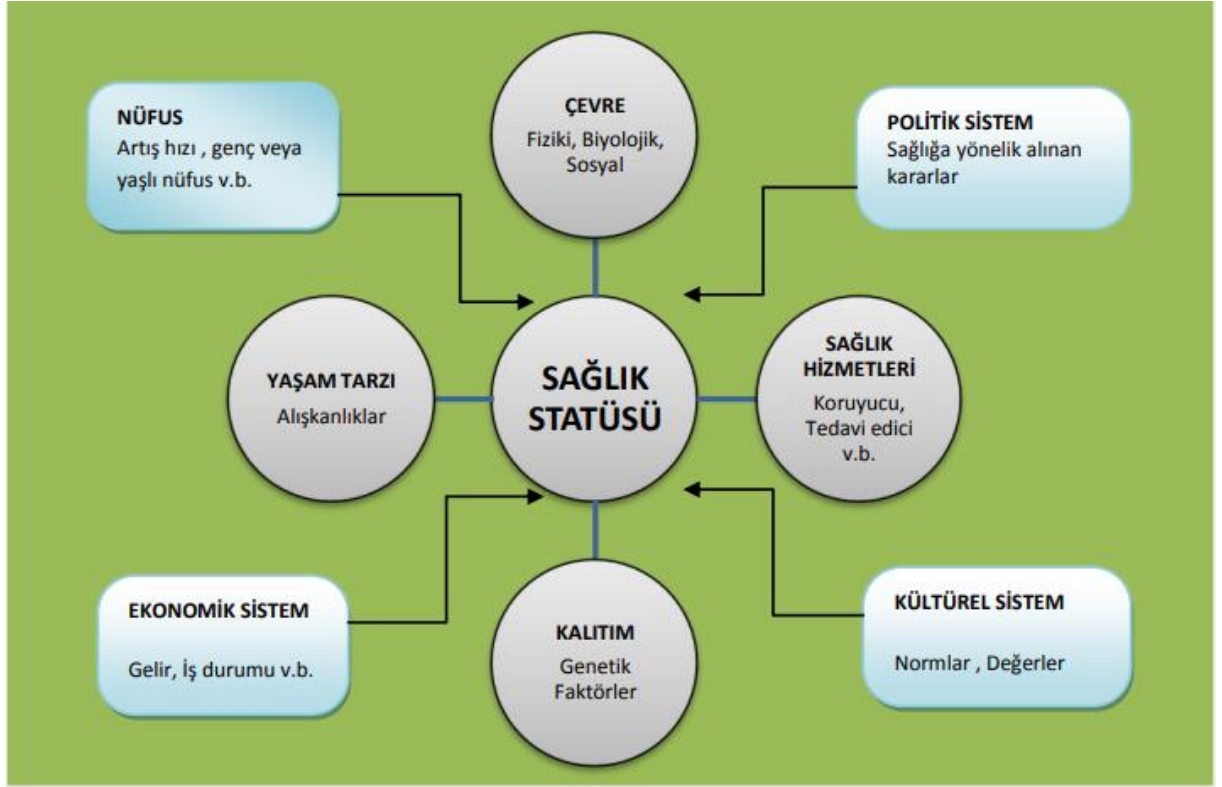 NÜFUS
Artış hızı , genç veya
yaşlı nüfus v.b.
ÇEVRE
Fiziki, Biyolojik,
Sosyal
POLİTİK SİSTEM
Sağlığa yönelik alınan
kararlar
YAŞAM TARZI
Alışkanlıklar
SAĞLIK
STATÜSÜ
SAĞLIK
HİZMETLERİ
Koruyucu,
Tedavi edici
v.b.
EKONOMİK SİSTEM
Gelir, İş durumu v.b.
KALITIM
Genetik
Faktörler
KÜLTÜREL SİSTEM
Normlar , Değerler